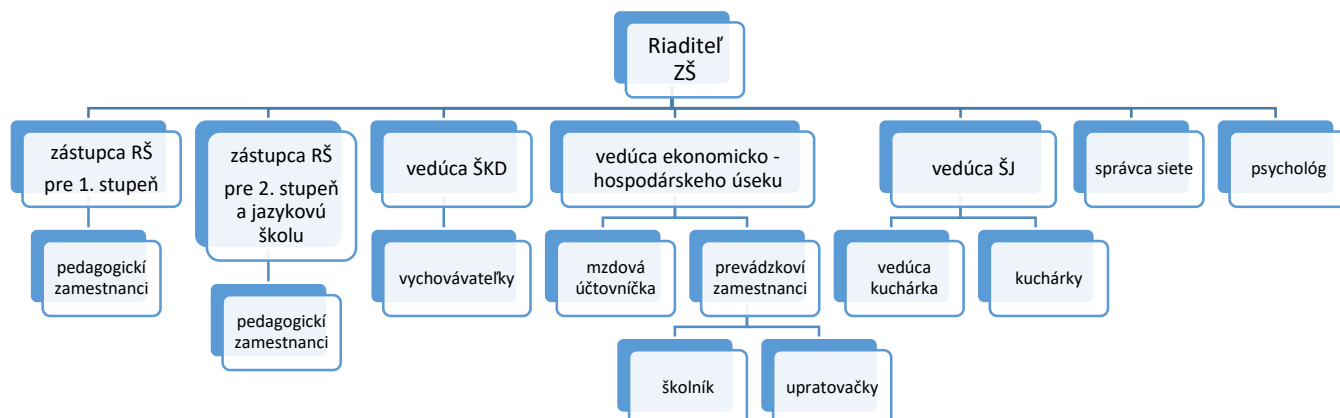 Riaditeľ
ZŠ
zástupca RŠ
pre 1. stupeň
zástupca RŠ
pre 2. stupeň
a jazykovú
školu
vedúca ŠKD
vedúca ekonomicko -
hospodárskeho úseku
vedúca ŠJ
správca siete
psychológ
pedagogickí
zamestnanci
pedagogickí
zamestnanci
vychovávateľky
mzdová
účtovníčka
prevádzkoví
zamestnanci
vedúca
kuchárka
kuchárky
školník
upratovačky